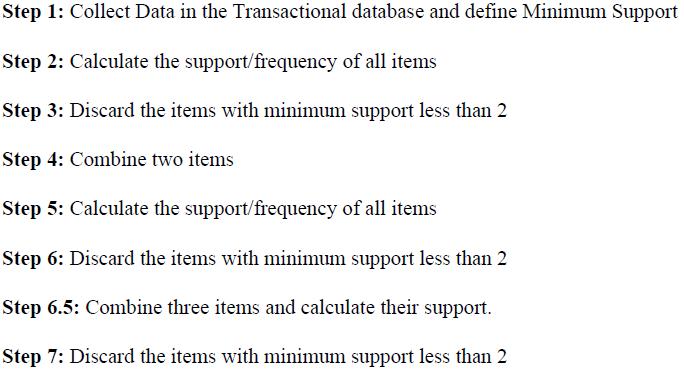 Step 1: Collect Data in the Transactional database and define Minimum Support
Step 2: Calculate the support/frequency of all items
Step 3: Discard the items with minimum support less than 2
Step 4: Combine two items
Step 5: Calculate the support/frequency of all items
Step 6: Discard the items with minimum support less than 2
Step 6.5: Combine three items and calculate their support.
Step 7: Discard the items with minimum support less than 2